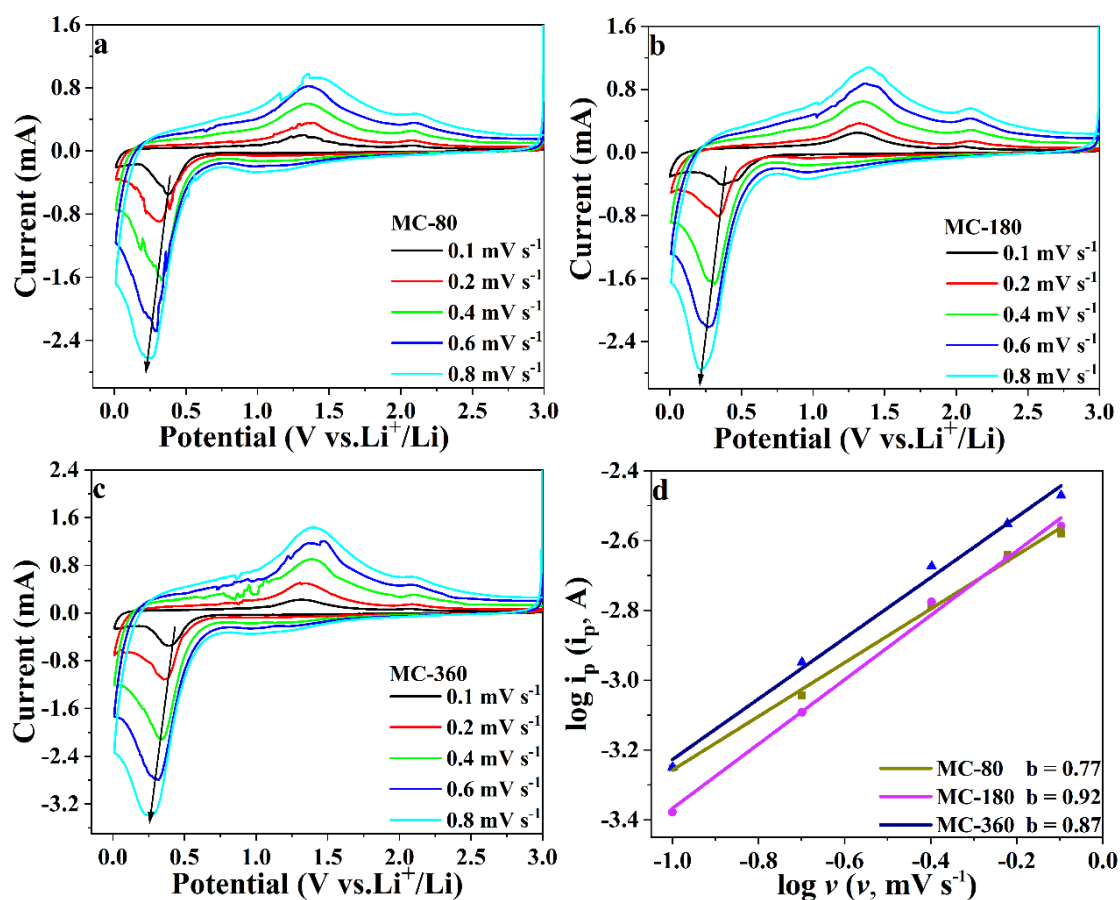 a
1.6
0.8
0.0
-0.8
-1.6
-2.4
Current (mA)
MC-80
0.1 mV s⁻¹
0.2 mV s⁻¹
0.4 mV s⁻¹
0.6 mV s⁻¹
0.8 mV s⁻¹
0.0 0.5 1.0 1.5 2.0 2.5 3.0
Potential (V vs.Li⁺/Li)
b
1.6
0.8
0.0
-0.8
-1.6
-2.4
Current (mA)
MC-180
0.1 mV s⁻¹
0.2 mV s⁻¹
0.4 mV s⁻¹
0.6 mV s⁻¹
0.8 mV s⁻¹
0.0 0.5 1.0 1.5 2.0 2.5 3.0
Potential (V vs.Li⁺/Li)
c
2.4
1.6
0.8
0.0
-0.8
-1.6
-2.4
-3.2
Current (mA)
MC-360
0.1 mV s⁻¹
0.2 mV s⁻¹
0.4 mV s⁻¹
0.6 mV s⁻¹
0.8 mV s⁻¹
0.0 0.5 1.0 1.5 2.0 2.5 3.0
Potential (V vs.Li⁺/Li)
d
-2.4
-2.6
-2.8
-3.0
-3.2
-3.4
log iₚ (iₚ, A)
MC-80 b = 0.77
MC-180 b = 0.92
MC-360 b = 0.87
-1.0 -0.8 -0.6 -0.4 -0.2 0.0
log v (v, mV s⁻¹)